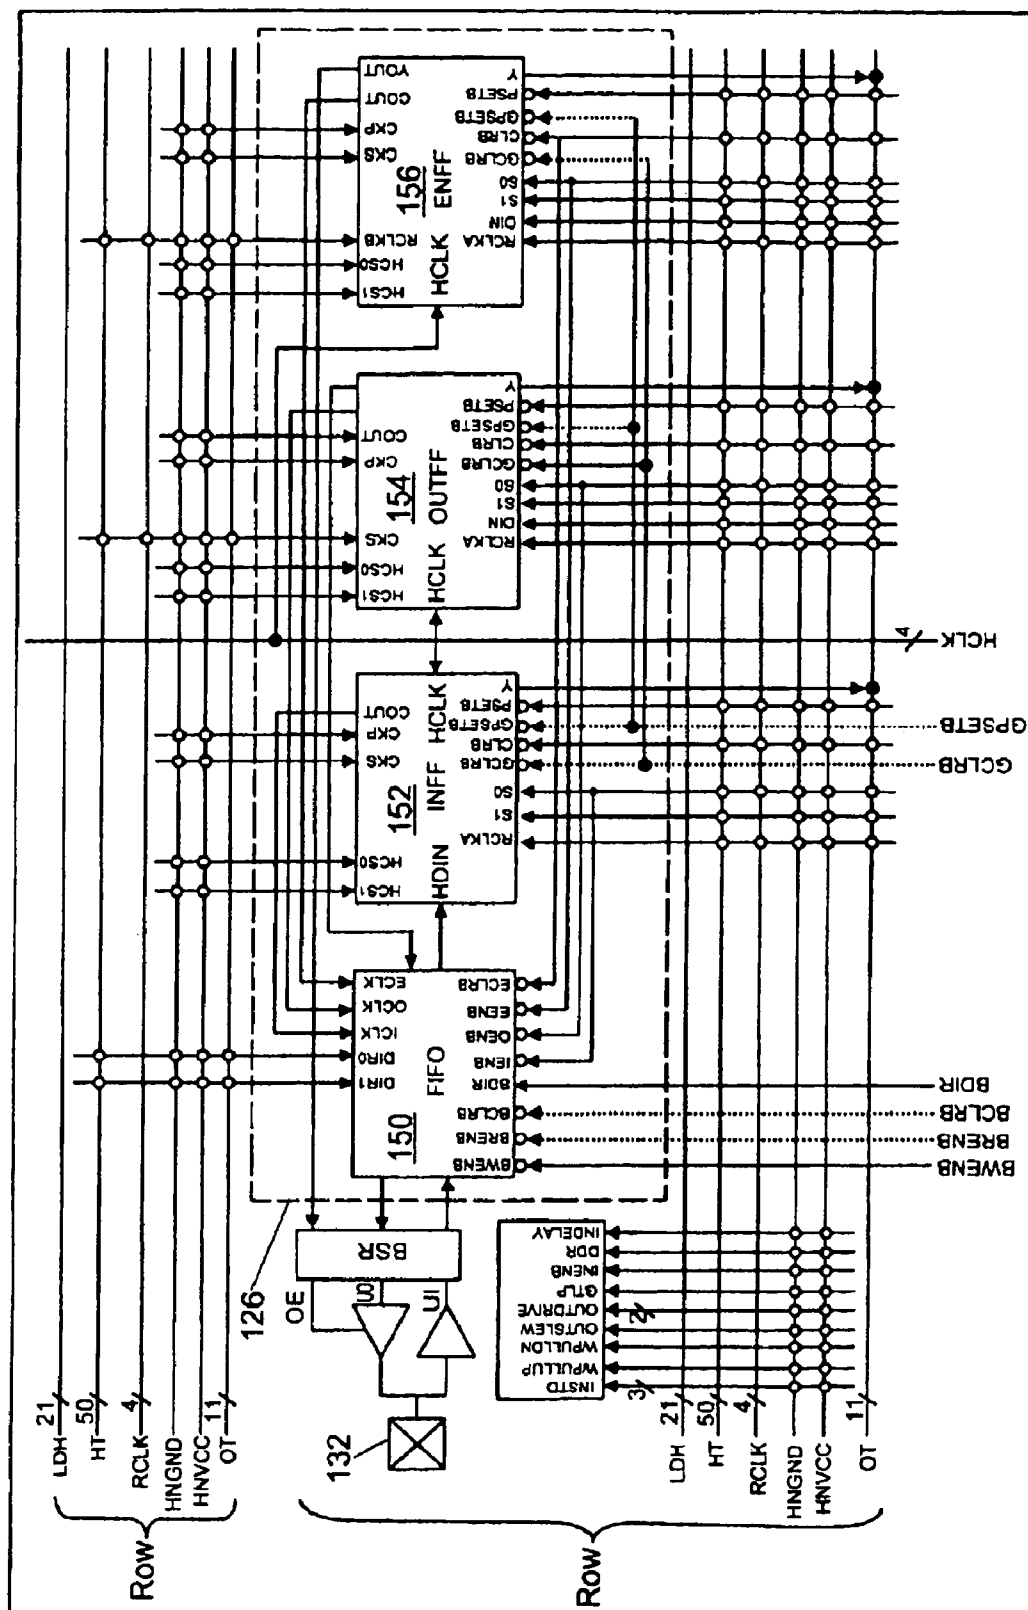 Row
LDH 21
HT 50
RCLK 4
HNGND
HNVCC
OT 11
126
132
OE
U0
UI
BSR
150
FIFO
DIR1
DIR0
ICLK
OCLK
ECLK
BWENB
BRENB
BCLRB
BDIR
IENB
OENB
EENB
ECLRB
152
HDIN INFF HCLK
HCS1
HCS0
CKS
CKP
COUT
RCLKA
S1
S0
GCLRB
CLRB
GPSETB
PSETB
Y
154
HCLK OUTFF
HCS1
HCS0
CKS
CKP
COUT
RCLKA
DIN
S1
S0
GCLRB
CLRB
GPSETB
PSETB
Y
156
HCLK ENFF
HCS1
HCS0
RCLKB
CKS
CKP
COUT
YOUT
RCLKA
DIN
S1
S0
GCLRB
CLRB
GPSETB
PSETB
Y
INSTD 3
WPULLUP
WPULLDN
OUTSLEW
OUTDRIVE 2
GTLP
INENB
DDR
INDELAY
Row
LDH 21
HT 50
RCLK 4
HNGND
HNVCC
OT 11
BWENB
BRENB
BCLRB
BDIR
GCLRB
GPSETB
HCLK 4